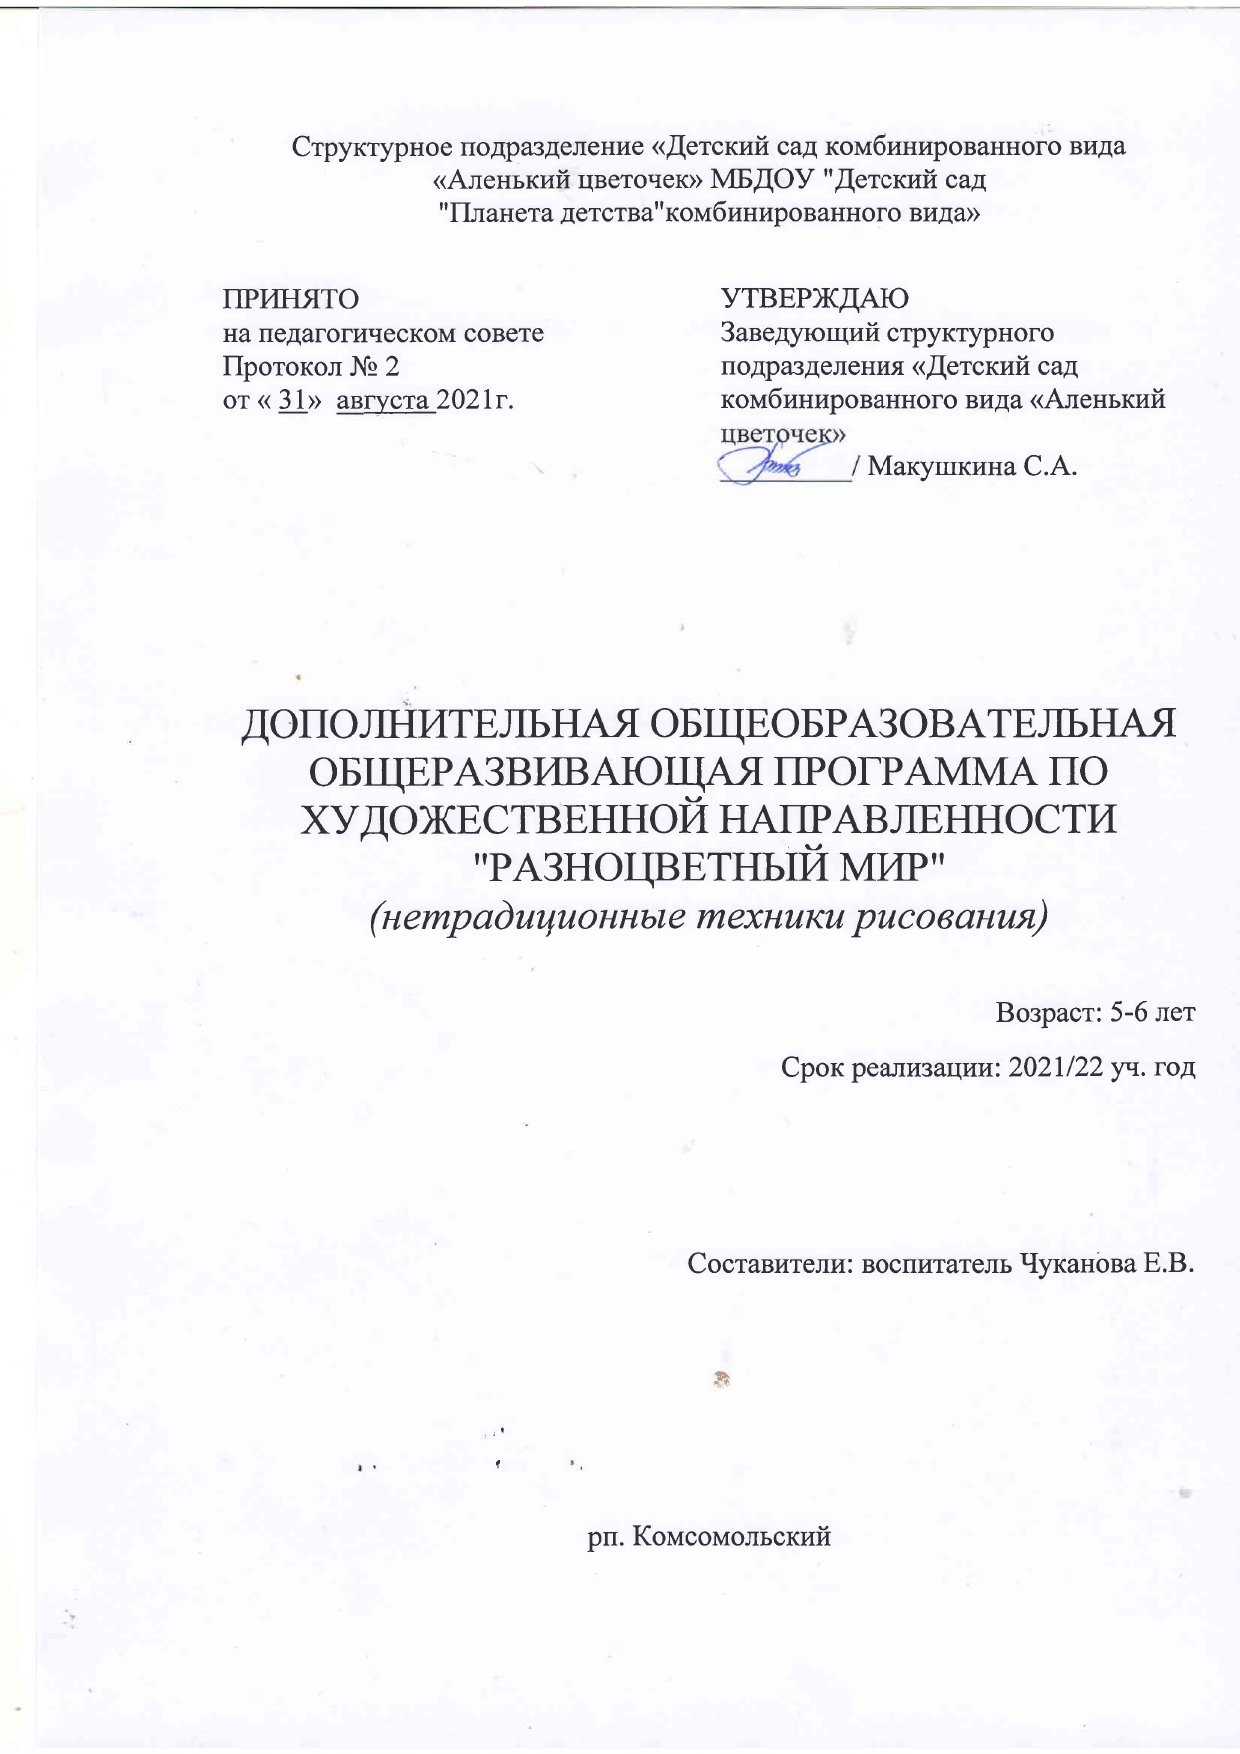 Структурное подразделение «Детский сад комбинированного вида
«Аленький цветочек» МБДОУ "Детский сад
"Планета детства"комбинированного вида»
ПРИНЯТО
на педагогическом совете
Протокол № 2
от « 31» августа 2021г.
УТВЕРЖДАЮ
Заведующий структурного
подразделения «Детский сад
комбинированного вида «Аленький
цветочек»
/ Макушкина С.А.
ДОПОЛНИТЕЛЬНАЯ ОБЩЕОБРАЗОВАТЕЛЬНАЯ
ОБЩЕРАЗВИВАЮЩАЯ ПРОГРАММА ПО
ХУДОЖЕСТВЕННОЙ НАПРАВЛЕННОСТИ
"РАЗНОЦВЕТНЫЙ МИР"
(нетрадиционные техники рисования)
Возраст: 5-6 лет
Срок реализации: 2021/22 уч. год
Составители: воспитатель Чуканова Е.В.
рп. Комсомольский